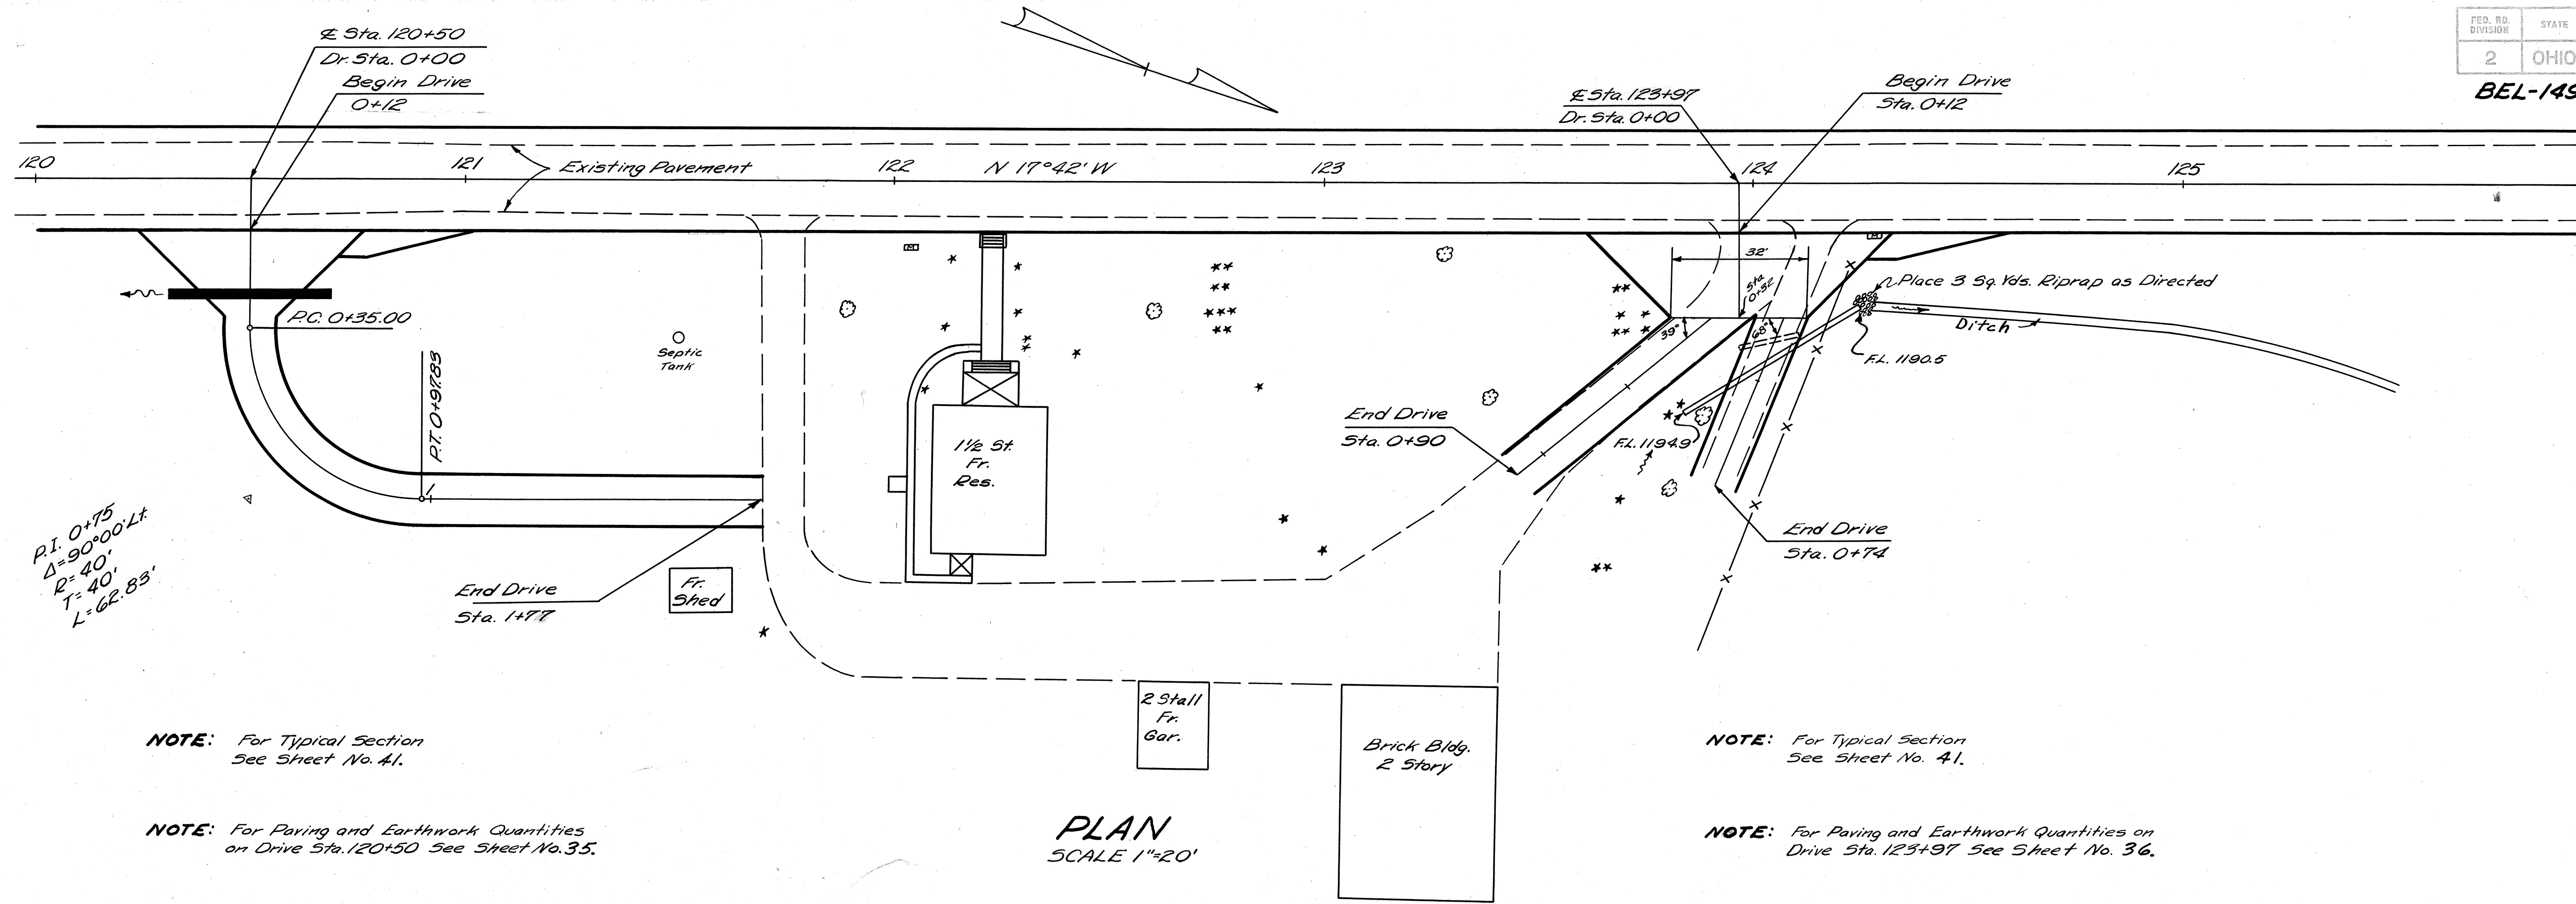 FED. RD. DIVISION
STATE
2
OHIO
BEL-149
℄ Sta. 120+50
Dr. Sta. 0+00
Begin Drive
0+12
℄ Sta. 123+97
Dr. Sta. 0+00
Begin Drive
Sta. 0+12
120
121
Existing Pavement
122
N 17°42' W
123
124
125
32'
Sta. 0+32
Place 3 Sq. Yds. Riprap as Directed
P.C. 0+35.00
Ditch
39°
68°
Septic
Tank
F.L. 1190.5
P.T. 0+97.83
End Drive
Sta. 0+90
1½ St.
Fr.
Res.
F.L. 1194.9
1
P.I. 0+75
Δ=90°00' Lt.
R=40'
T=40'
L=62.83'
End Drive
Sta. 0+74
End Drive
Sta. 1+77
Fr.
Shed
2 Stall
Fr.
Gar.
Brick Bldg.
2 Story
NOTE: For Typical Section
See Sheet No. 41.
NOTE: For Typical Section
See Sheet No. 41.
NOTE: For Paving and Earthwork Quantities
on Drive Sta. 120+50 See Sheet No. 35.
PLAN
SCALE 1"=20'
NOTE: For Paving and Earthwork Quantities on
Drive Sta. 123+97 See Sheet No. 36.